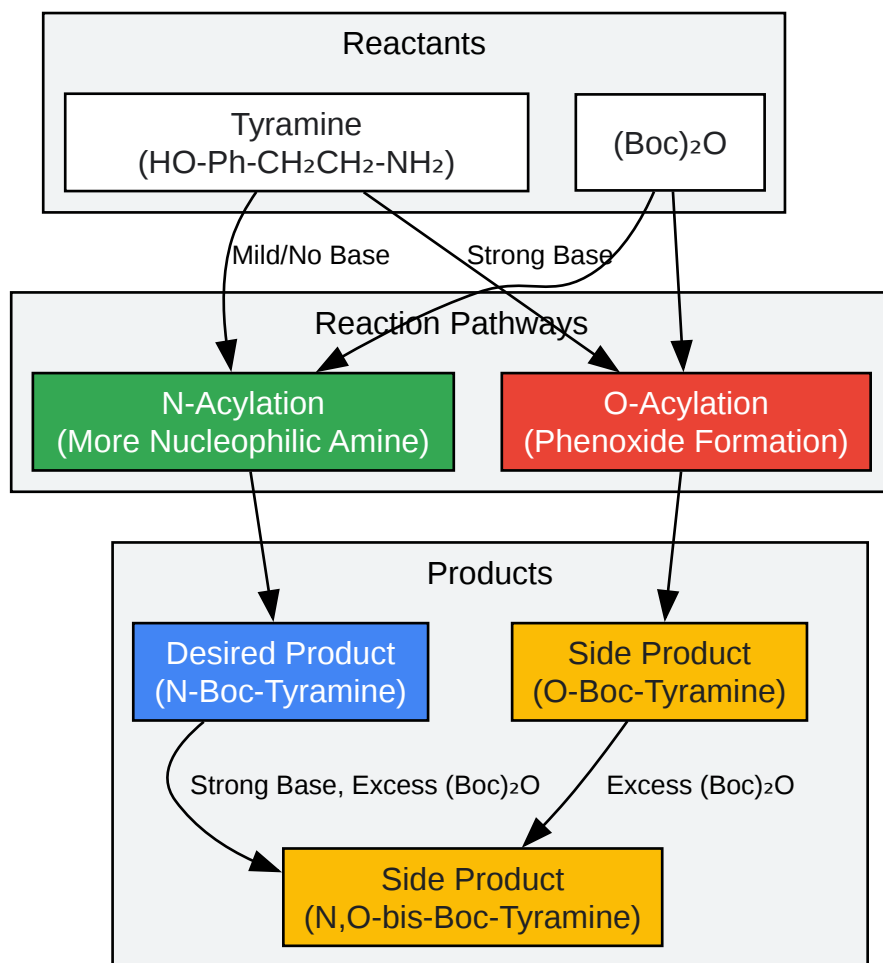 Reactants
Tyramine
(HO-Ph-CH₂CH₂-NH₂)
(Boc)₂O
Mild/No Base
Strong Base
Reaction Pathways
N-Acylation
(More Nucleophilic Amine)
O-Acylation
(Phenoxide Formation)
Products
Desired Product
(N-Boc-Tyramine)
Side Product
(O-Boc-Tyramine)
Strong Base, Excess (Boc)₂O
Excess (Boc)₂O
Side Product
(N,O-bis-Boc-Tyramine)